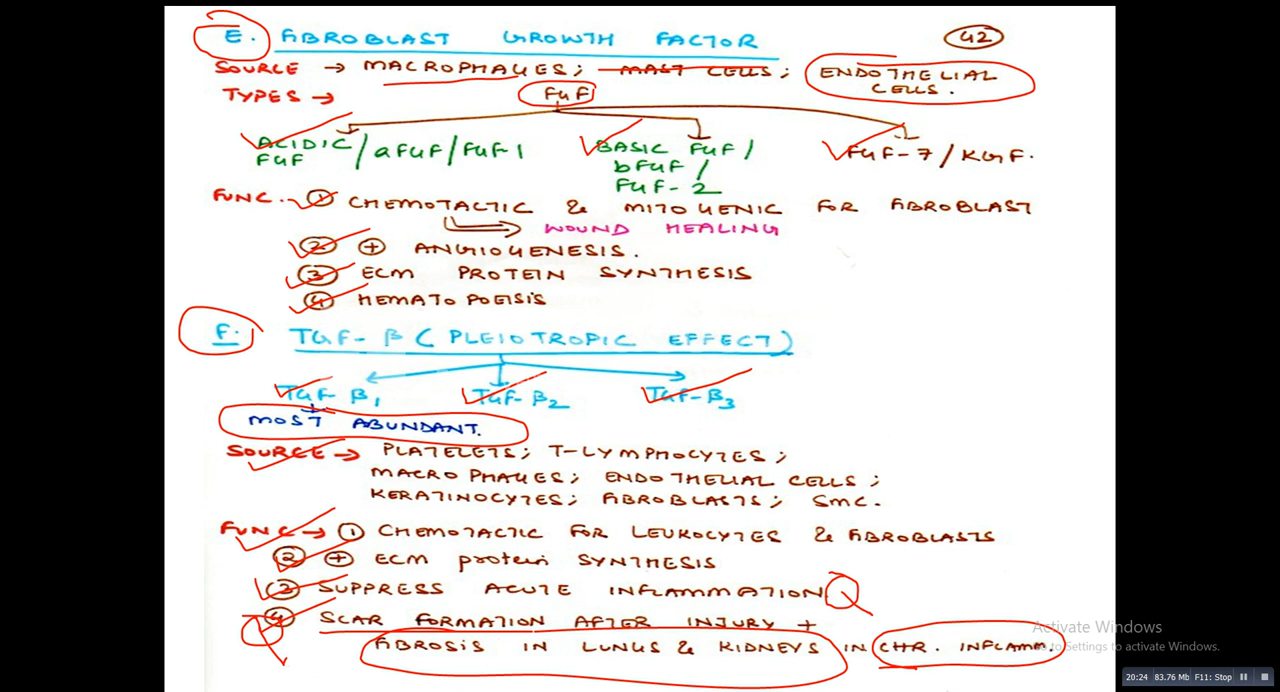 E. FIBROBLAST GROWTH FACTOR 42
SOURCE → MACROPHAGES; MAST CELLS; ENDOTHELIAL CELLS.
TYPES →
FGF
ACIDIC FGF / aFGF / FGF-1
BASIC FGF / bFGF / FGF-2
FGF-7 / KGF.
FUNC. ① CHEMOTACTIC & MITOGENIC FOR FIBROBLAST
WOUND HEALING
② ⊕ ANGIOGENESIS.
③ ECM PROTEIN SYNTHESIS
④ HEMATOPOEISIS
F. TGF-β (PLEIOTROPIC EFFECT)
TGF-β1 TGF-β2 TGF-β3
MOST ABUNDANT.
SOURCE → PLATELETS; T-LYMPHOCYTES;
MACROPHAGES; ENDOTHELIAL CELLS;
KERATINOCYTES; FIBROBLASTS; SMC.
FUNC → ① CHEMOTACTIC FOR LEUKOCYTES & FIBROBLASTS
② ⊕ ECM protein SYNTHESIS
③ SUPPRESS ACUTE INFLAMMATION Q
Q ④ SCAR FORMATION AFTER INJURY +
FIBROSIS IN LUNGS & KIDNEYS IN CHR. INFLAMM.
Activate Windows
Go to Settings to activate Windows.
20:24 83.76 Mb F11: Stop